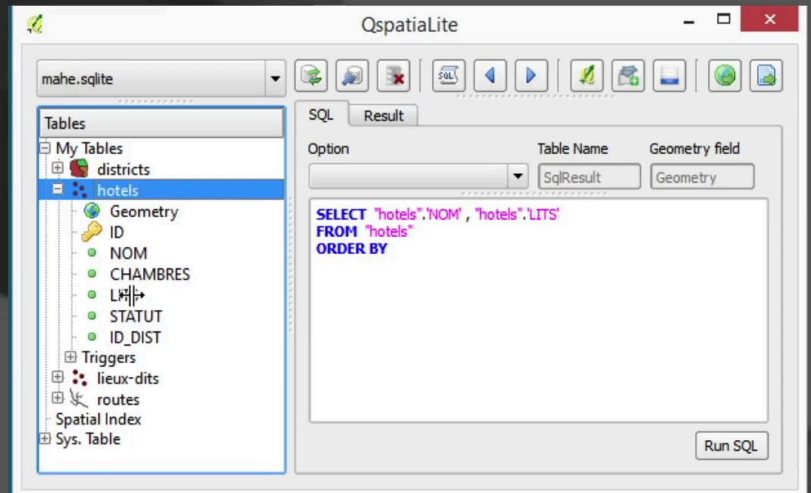 QspatiaLite
mahe.sqlite
SQL
Tables
My Tables
districts
hotels
Geometry
ID
NOM
CHAMBRES
STATUT
ID_DIST
Triggers
lieux-dits
routes
Spatial Index
Sys. Table
SQL Result
Option Table Name Geometry field
SqlResult Geometry
SELECT "hotels".'NOM' , "hotels".'LITS'
FROM "hotels"
ORDER BY
Run SQL